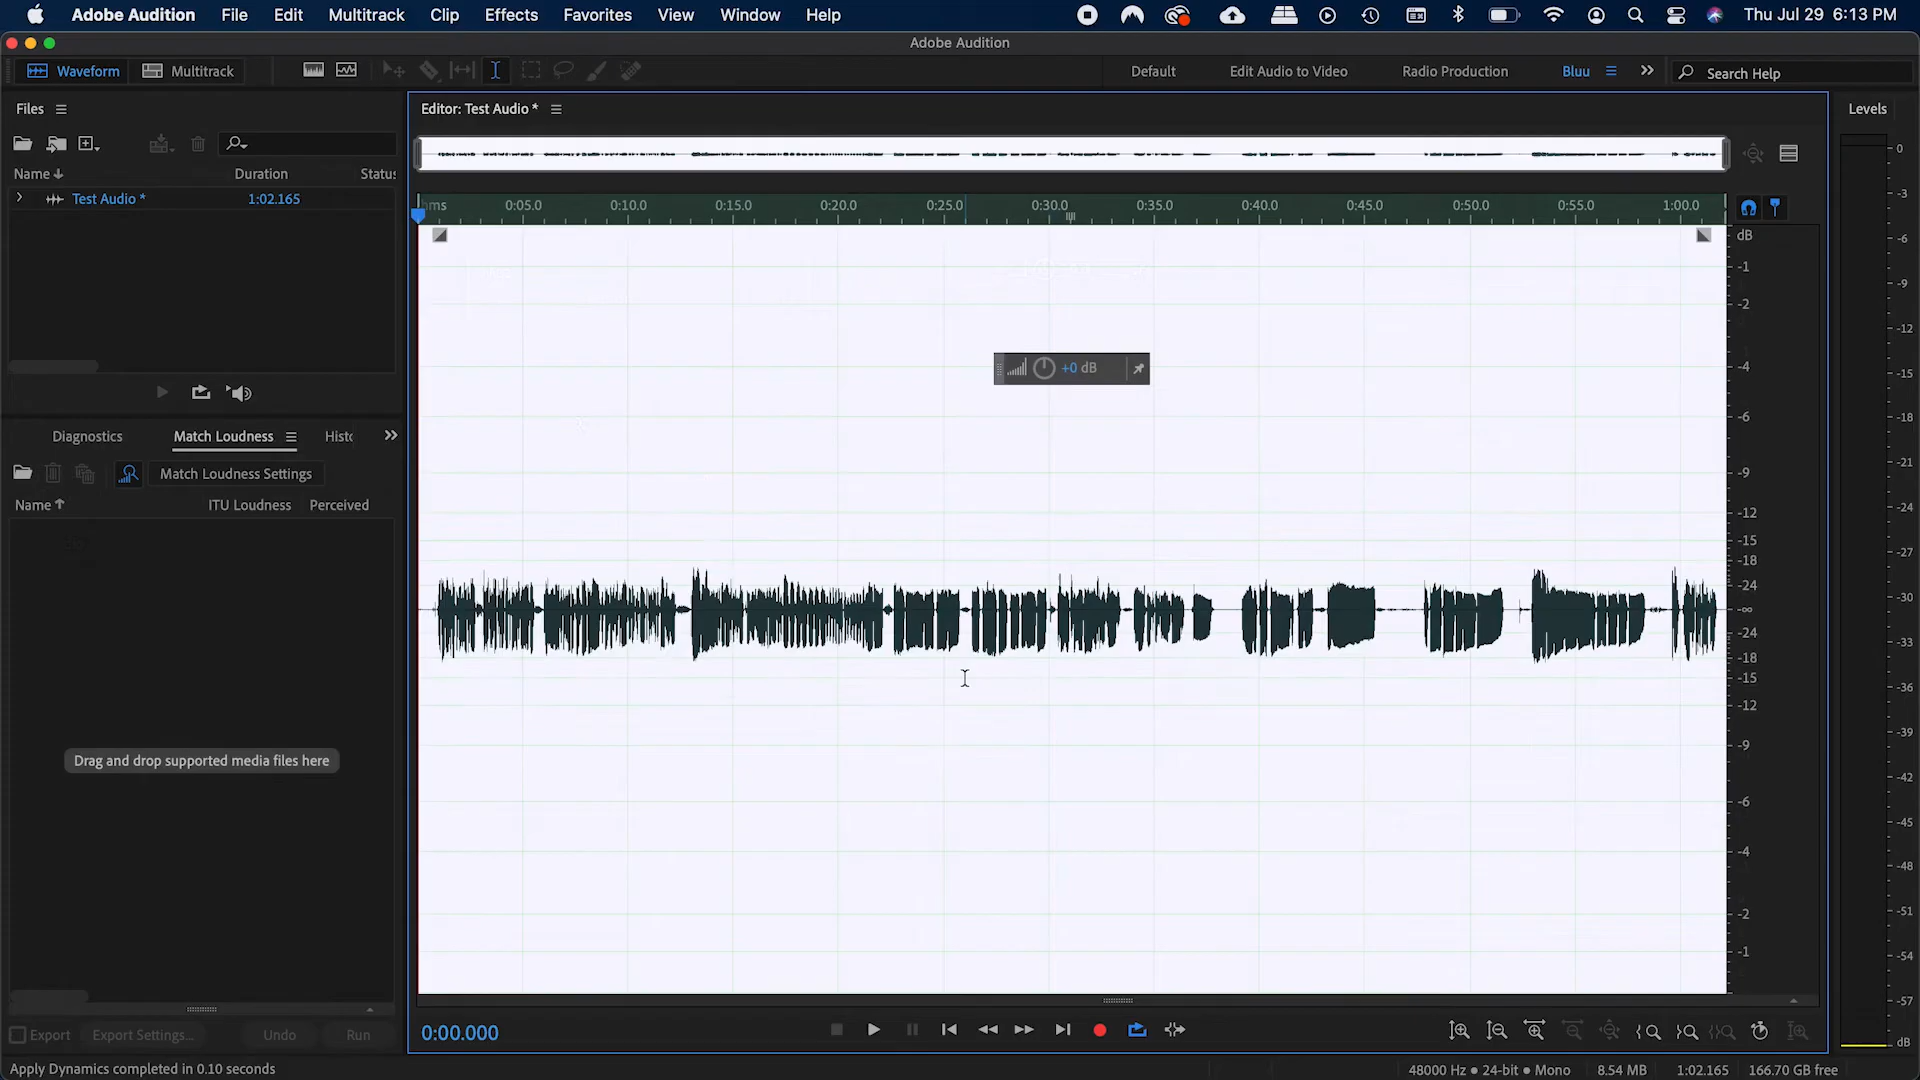 Adobe Audition File Edit Multitrack Clip Effects Favorites View Window Help Thu Jul 29 6:13 PM
Adobe Audition
Waveform Multitrack Default Edit Audio to Video Radio Production Bluu Search Help
Files
Name Duration Status
Test Audio * 1:02.165
Diagnostics Match Loudness Histo
Match Loudness Settings
Name ITU Loudness Perceived
Drag and drop supported media files here
Export Export Settings... Undo Run
Apply Dynamics completed in 0.10 seconds
Editor: Test Audio *
hms 0:05.0 0:10.0 0:15.0 0:20.0 0:25.0 0:30.0 0:35.0 0:40.0 0:45.0 0:50.0 0:55.0 1:00.0
+0 dB
dB
-1
-2
-4
-6
-9
-12
-15
-18
-24
-∞
-24
-18
-15
-12
-9
-6
-4
-2
-1
0:00.000
48000 Hz ● 24-bit ● Mono 8.54 MB 1:02.165 166.70 GB free
Levels
0
-3
-6
-9
-12
-15
-18
-21
-24
-27
-30
-33
-36
-39
-42
-45
-48
-51
-54
-57
dB